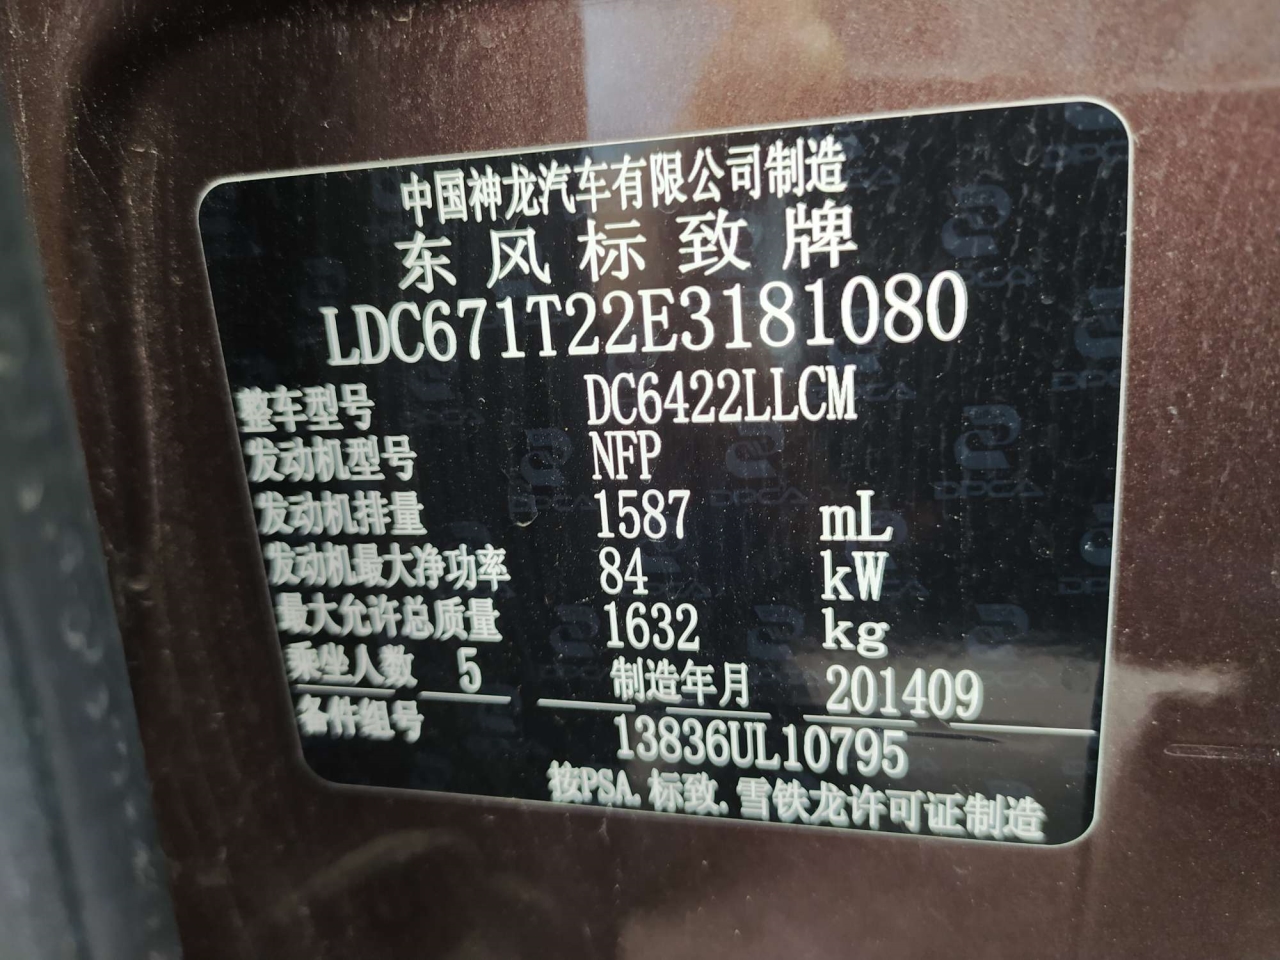 中国神龙汽车有限公司制造
东风标致牌
LDC671T22E3181080
整车型号 DC6422LLCM
发动机型号 NFP
发动机排量 1587 mL
发动机最大净功率 84 kW
最大允许总质量 1632 kg
乘坐人数 5 制造年月 201409
备件组号 13836UL10795
按PSA.标致.雪铁龙许可证制造